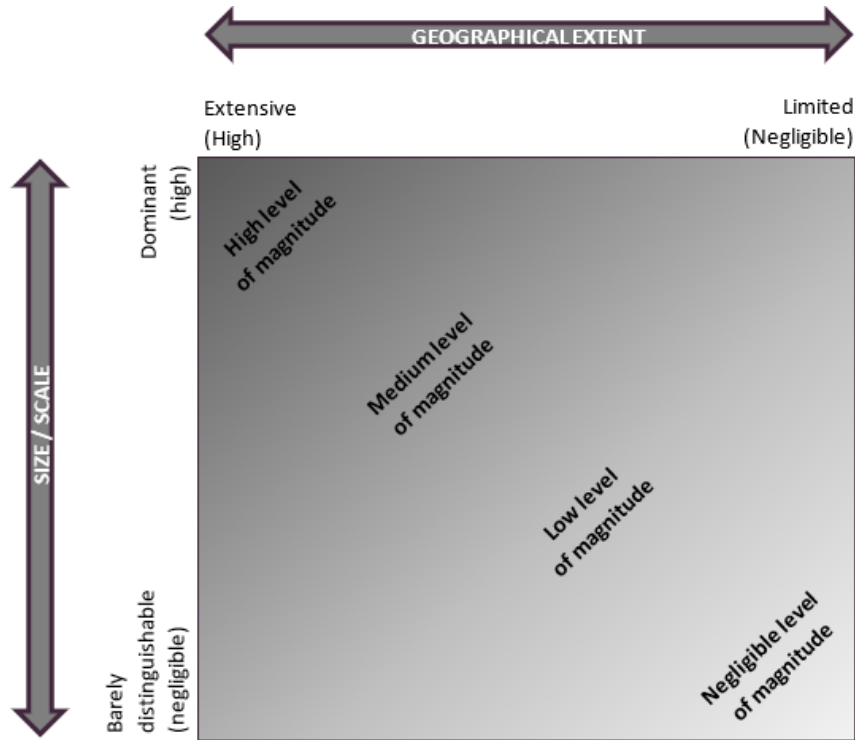 GEOGRAPHICAL EXTENT
Extensive
(High)
Limited
(Negligible)
SIZE / SCALE
Dominant
(high)
Barely
distinguishable
(negligible)
High level
of magnitude
Medium level
of magnitude
Low level
of magnitude
Negligible level
of magnitude